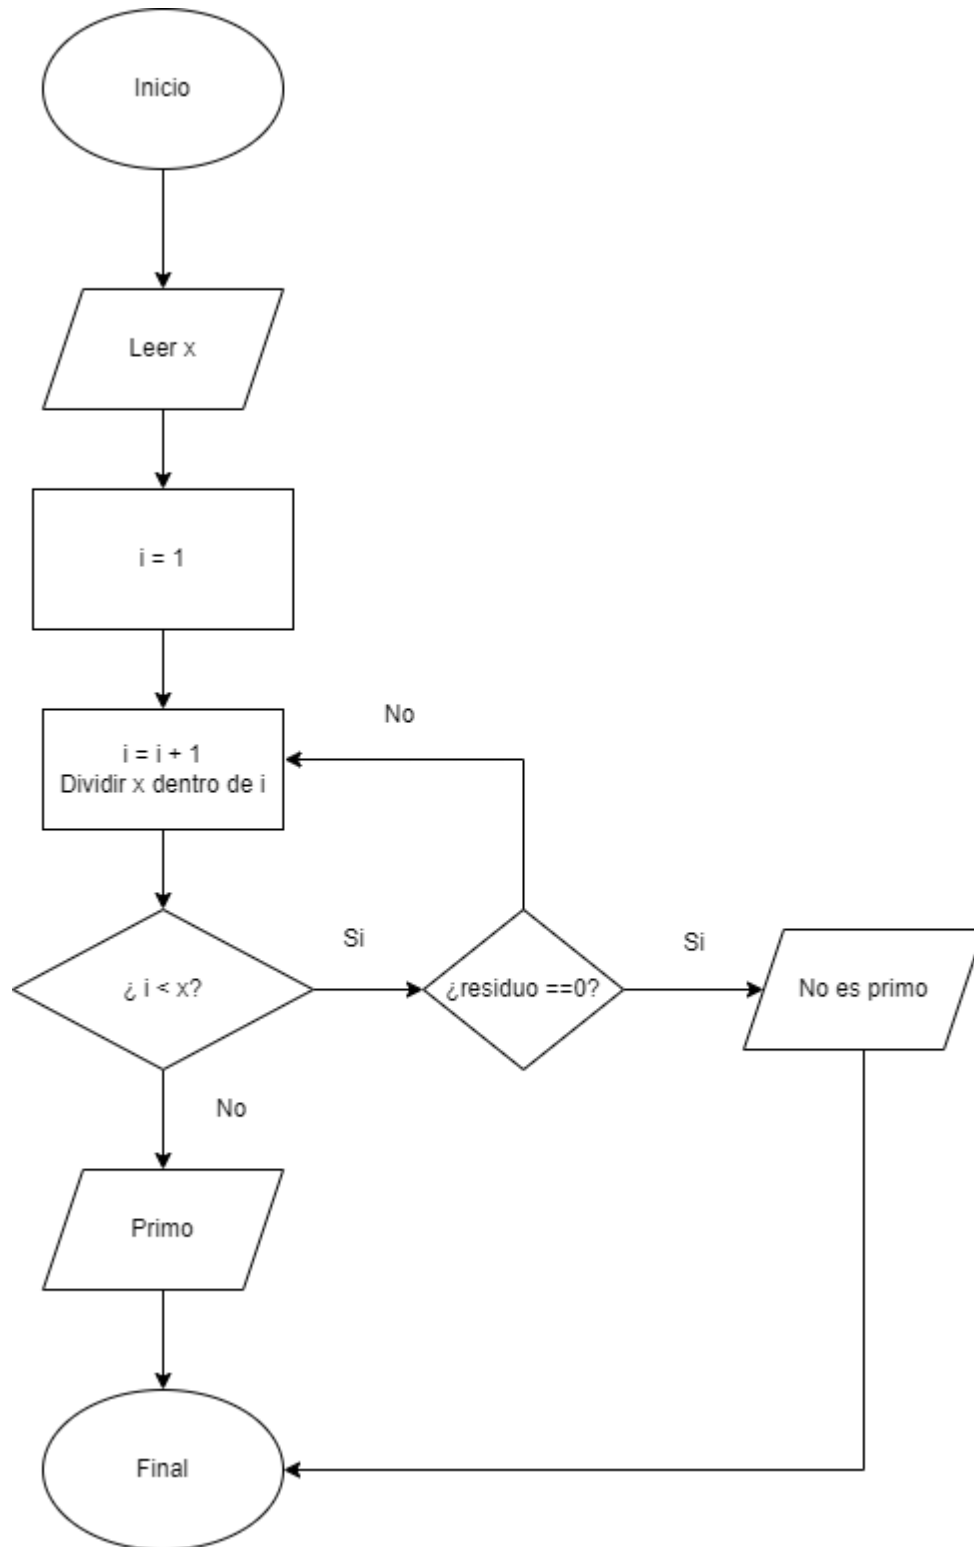 Inicio
Leer x
i = 1
i = i + 1
Dividir x dentro de i
No
¿ i < x?
Si
¿residuo ==0?
Si
No es primo
No
Primo
Final